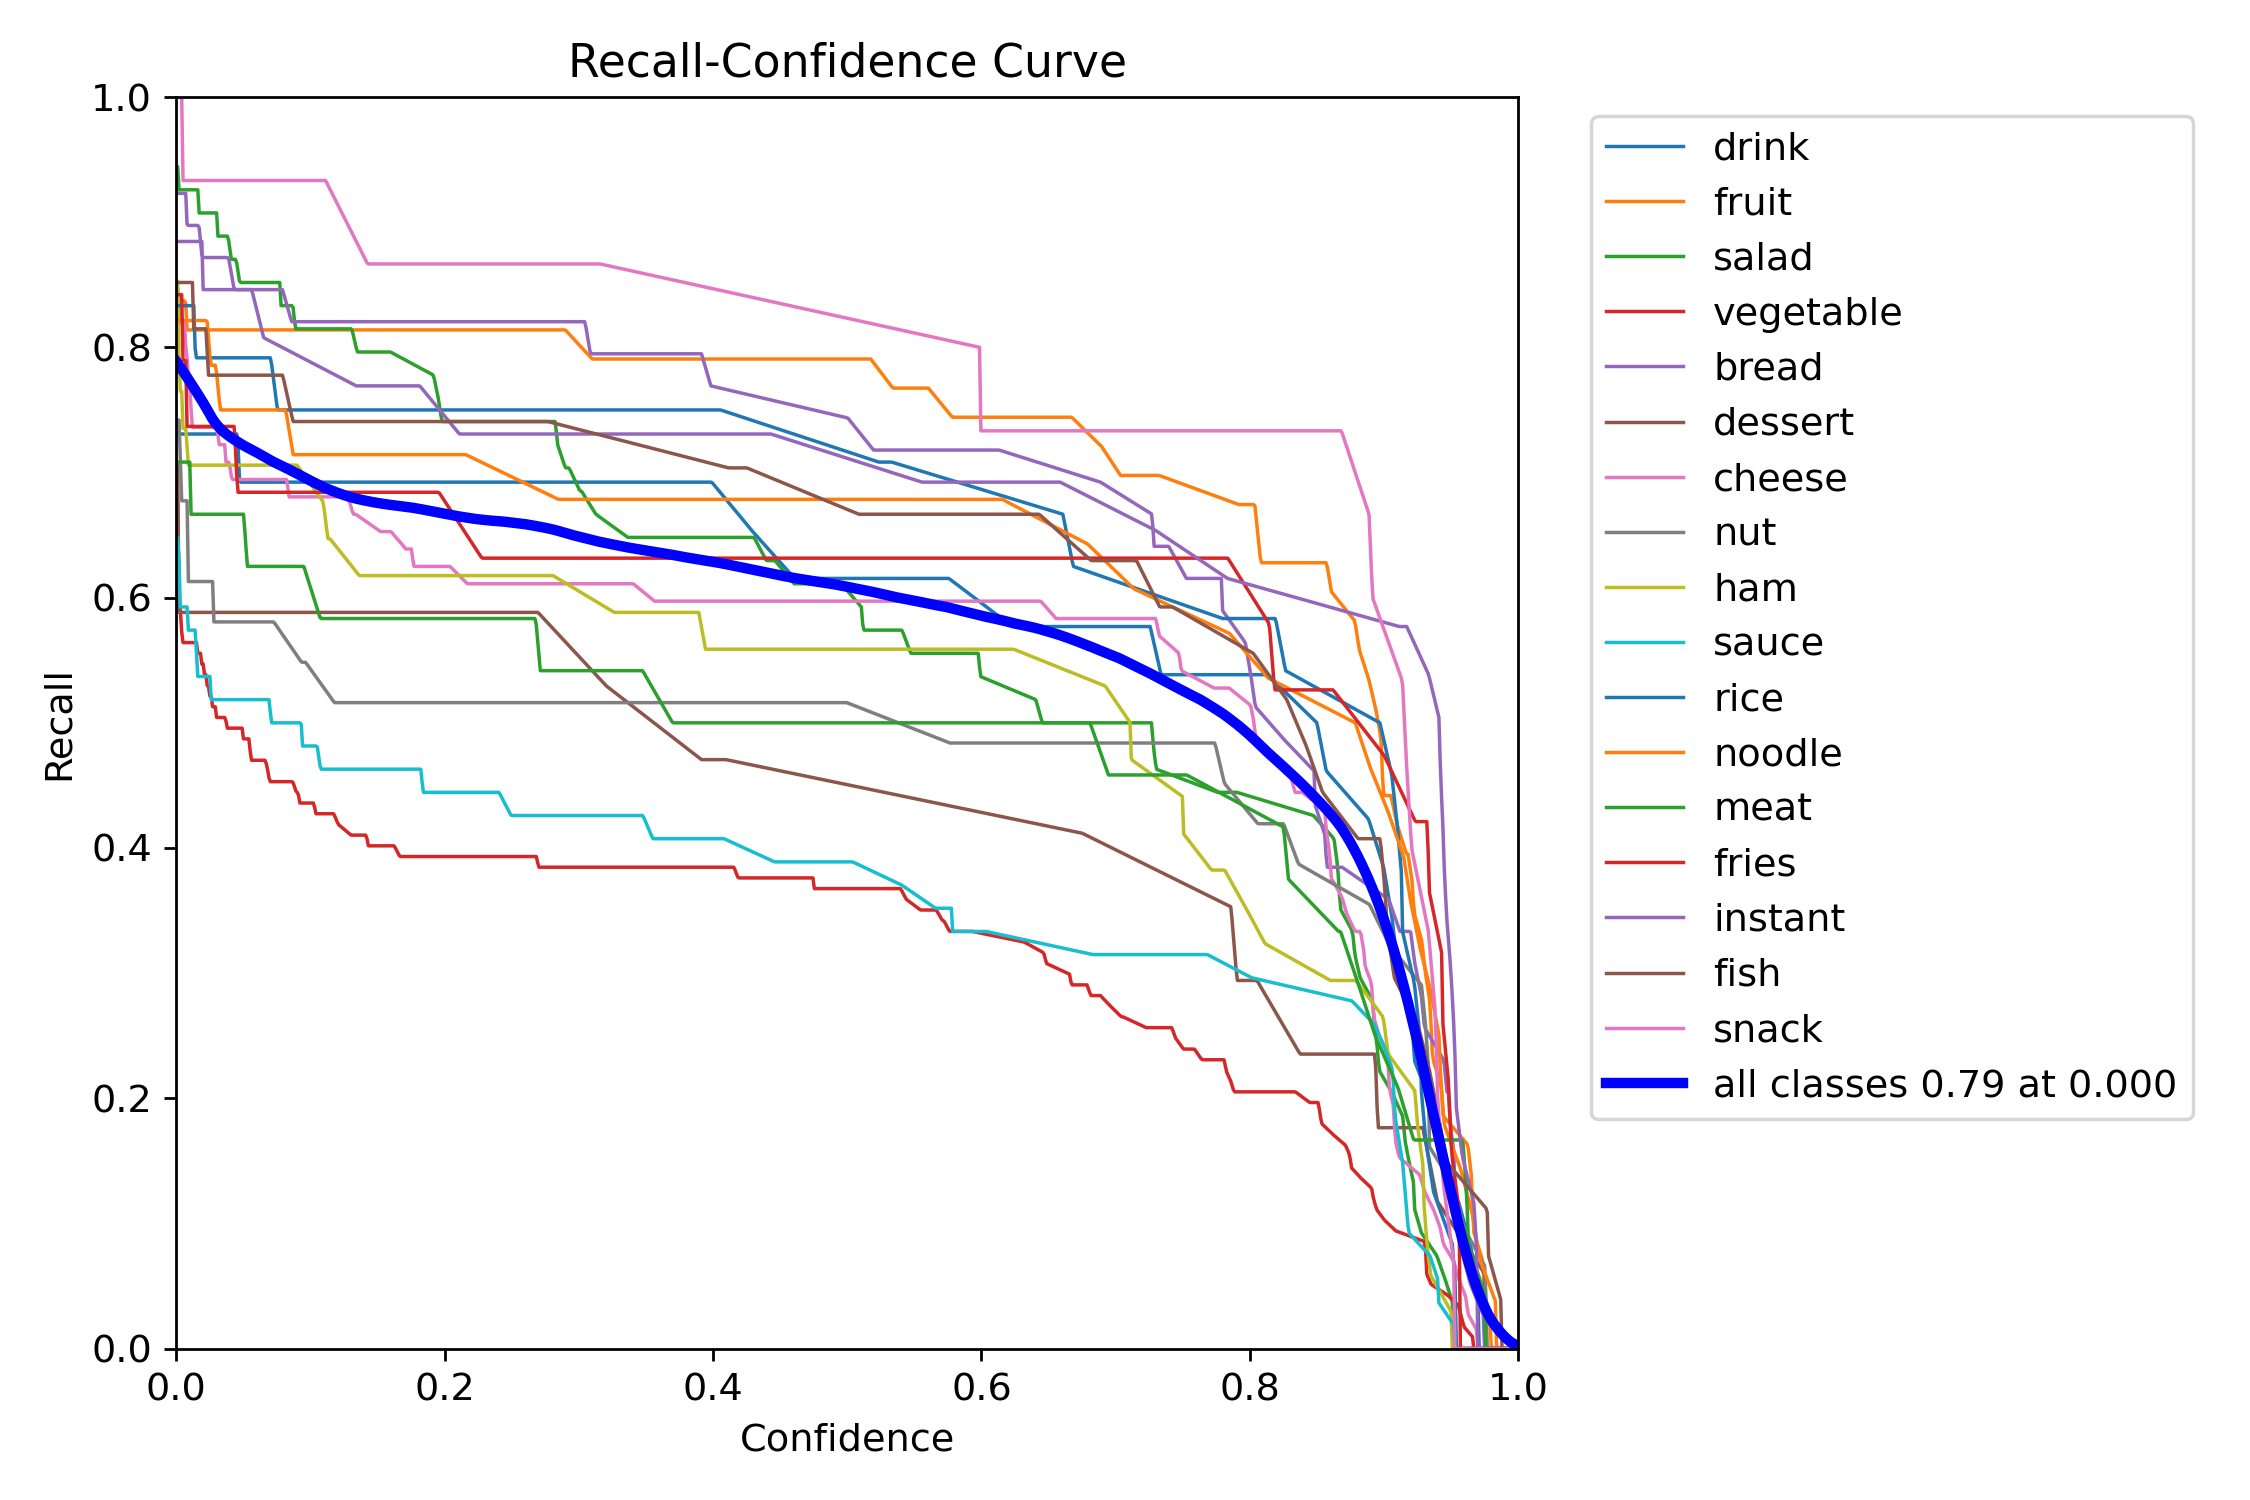 Recall-Confidence Curve
1.0
0.8
0.6
0.4
0.2
0.0
Recall
0.0 0.2 0.4 0.6 0.8 1.0
Confidence
drink
fruit
salad
vegetable
bread
dessert
cheese
nut
ham
sauce
rice
noodle
meat
fries
instant
fish
snack
all classes 0.79 at 0.000